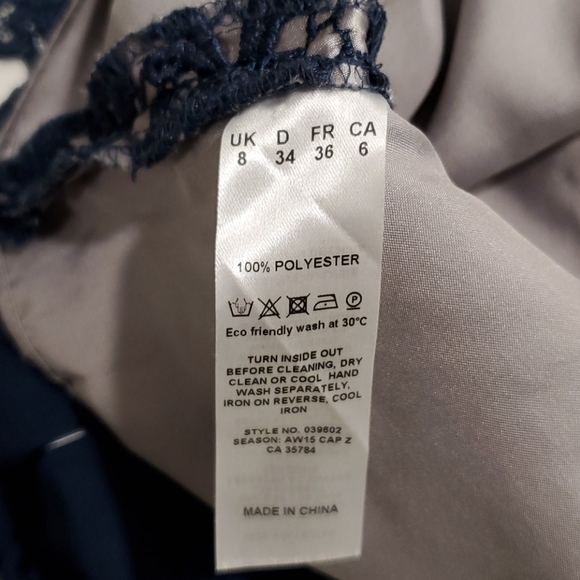 UK D FR CA
8 34 36 6
100% POLYESTER
P
Eco friendly wash at 30°C
TURN INSIDE OUT
BEFORE CLEANING, DRY
CLEAN OR COOL HAND
WASH SEPARATELY,
IRON ON REVERSE, COOL
IRON
STYLE NO. 039802
SEASON: AW15 CAP Z
CA 35784
MADE IN CHINA